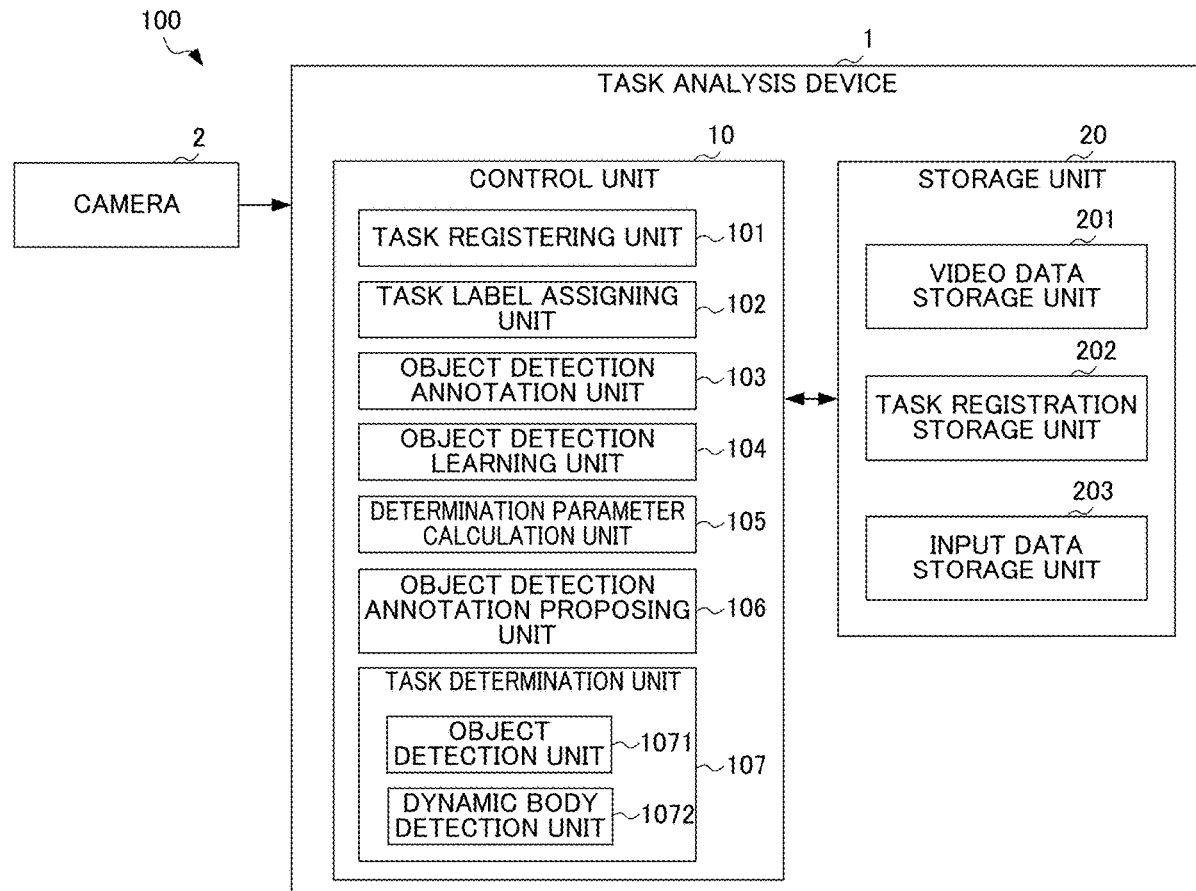 100
1
TASK ANALYSIS DEVICE
2
CAMERA
10
CONTROL UNIT
TASK REGISTERING UNIT
101
TASK LABEL ASSIGNING
UNIT
102
OBJECT DETECTION
ANNOTATION UNIT
103
OBJECT DETECTION
LEARNING UNIT
104
DETERMINATION PARAMETER
CALCULATION UNIT
105
OBJECT DETECTION
ANNOTATION PROPOSING
UNIT
106
TASK DETERMINATION UNIT
OBJECT
DETECTION UNIT
1071
107
DYNAMIC BODY
DETECTION UNIT
1072
20
STORAGE UNIT
201
VIDEO DATA
STORAGE UNIT
202
TASK REGISTRATION
STORAGE UNIT
203
INPUT DATA
STORAGE UNIT